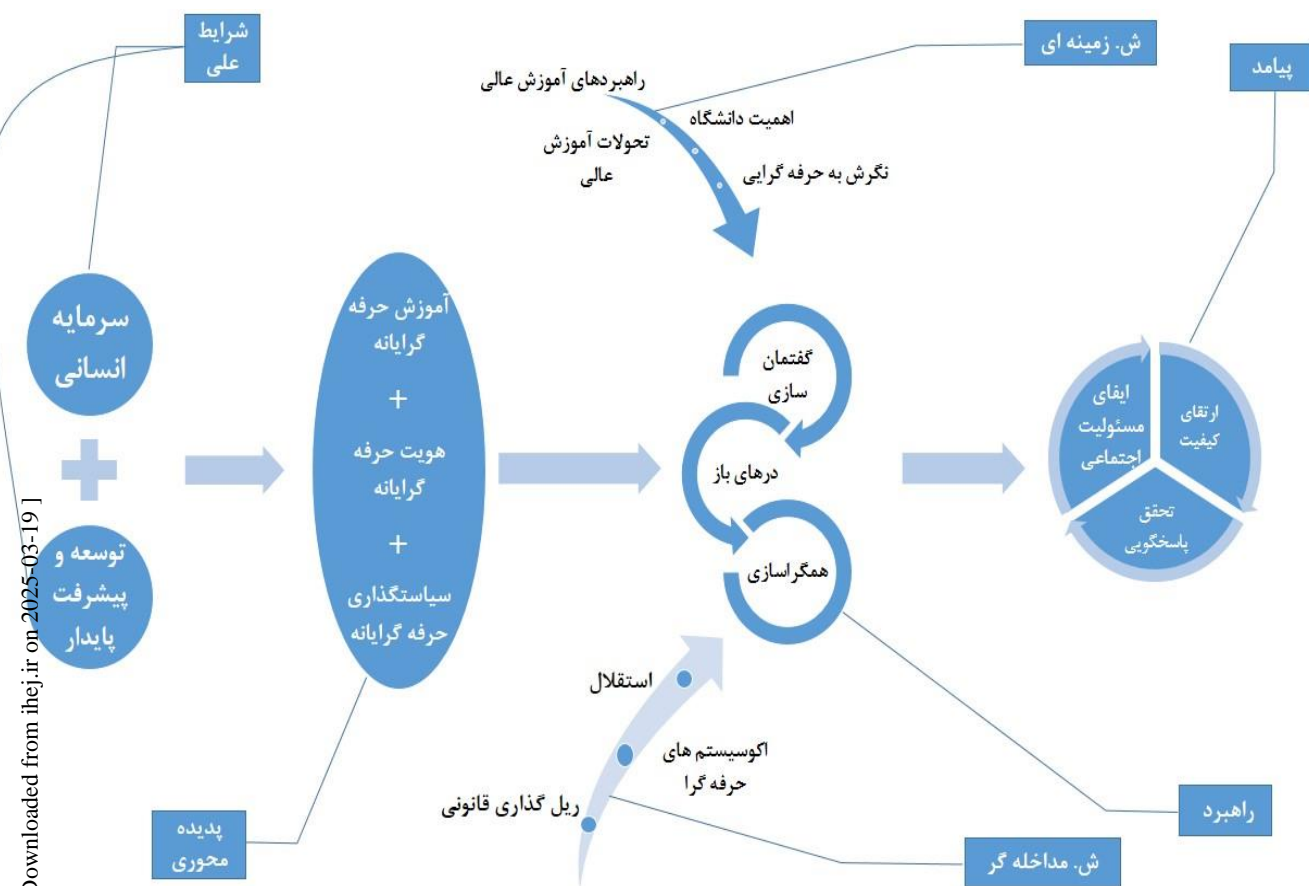 شرایط
علی
ش. زمینه ای
پیامد
راهبردهای آموزش عالی
اهمیت دانشگاه
تحولات آموزش
عالی
نگرش به حرفه گرایی
سرمایه
انسانی
+
توسعه و
پیشرفت
پایدار
آموزش حرفه
گرایانه
+
هویت حرفه
گرایانه
+
سیاستگذاری
حرفه گرایانه
گفتمان
سازی
درهای باز
همگراسازی
ایفای
مسئولیت
اجتماعی
ارتقای
کیفیت
تحقق
پاسخگویی
استقلال
اکوسیستم های
حرفه گرا
ریل گذاری قانونی
پدیده
محوری
راهبرد
ش. مداخله گر
Downloaded from ihej.ir on 2025-03-19 ]